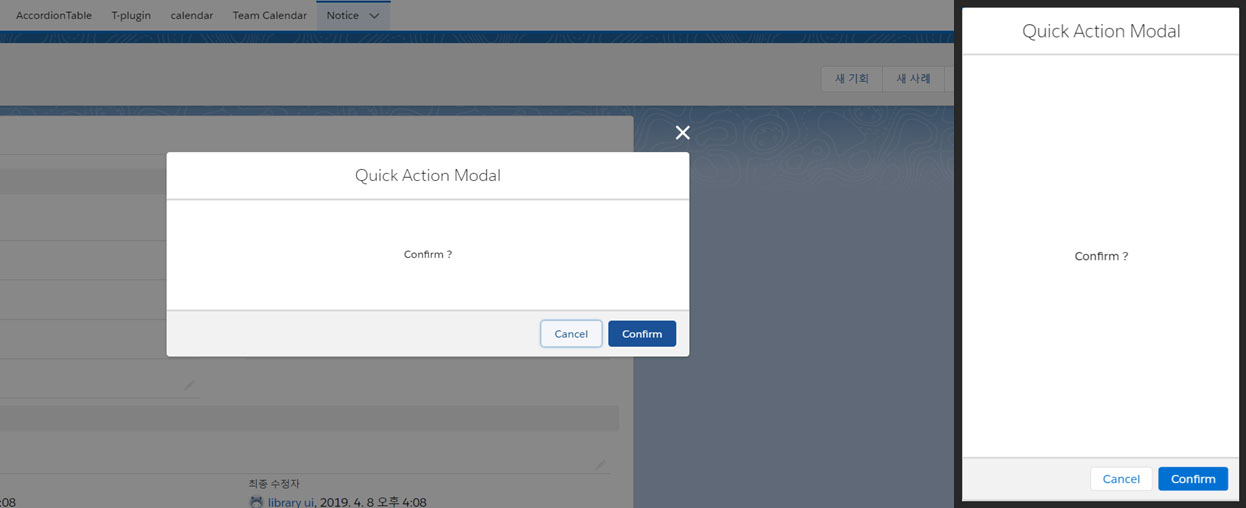 AccordionTable T-plugin calendar Team Calendar Notice
새 기회 새 사례
Quick Action Modal
Confirm ?
Cancel Confirm
최종 수정자
:08 library ui, 2019. 4. 8 오후 4:08
Quick Action Modal
Confirm ?
Cancel Confirm